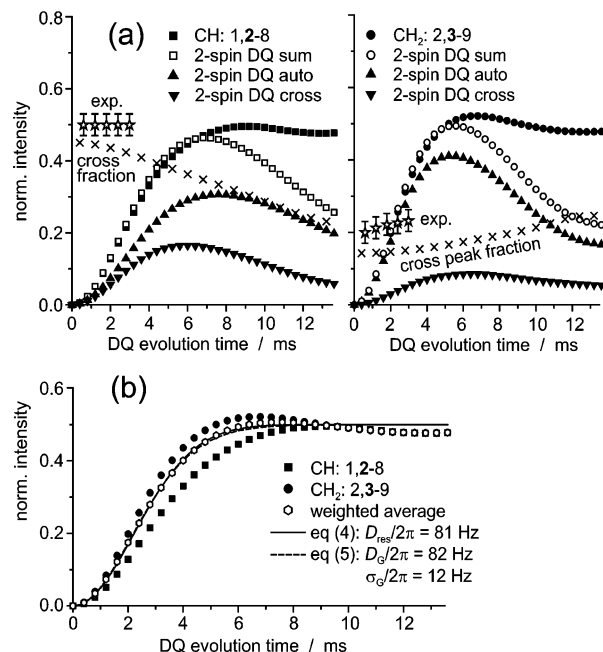 (a)
norm. intensity
0.8
0.6
0.4
0.2
0.0
CH: 1,2-8
2-spin DQ sum
2-spin DQ auto
2-spin DQ cross
exp.
cross
fraction
0 2 4 6 8 10 12
DQ evolution time / ms
CH₂: 2,3-9
2-spin DQ sum
2-spin DQ auto
2-spin DQ cross
exp.
cross peak fraction
0 2 4 6 8 10 12
DQ evolution time / ms
(b)
norm. intensity
0.6
0.4
0.2
0.0
CH: 1,2-8
CH₂: 2,3-9
weighted average
eq (4): D_res/2π = 81 Hz
eq (5): D_G/2π = 82 Hz
σ_G/2π = 12 Hz
0 2 4 6 8 10 12
DQ evolution time / ms